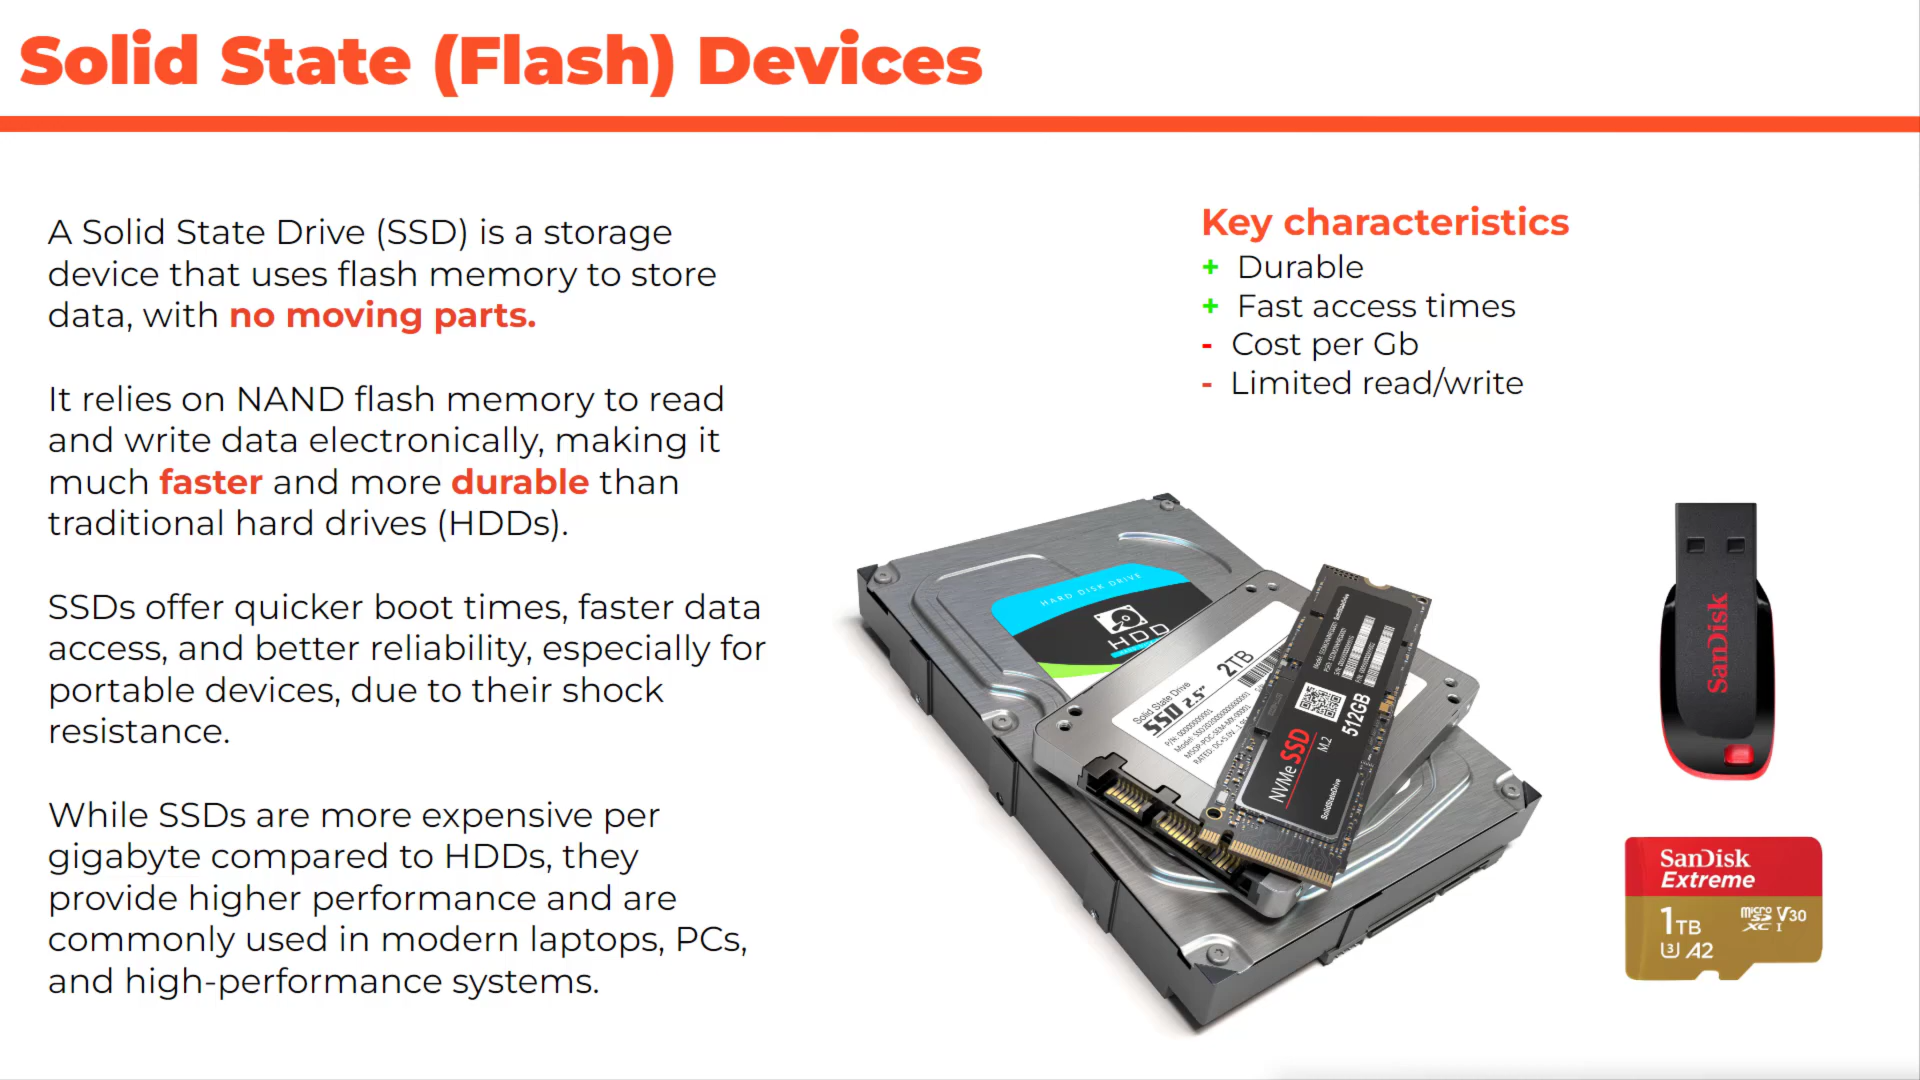 Solid State (Flash) Devices
A Solid State Drive (SSD) is a storage
device that uses flash memory to store
data, with no moving parts.
It relies on NAND flash memory to read
and write data electronically, making it
much faster and more durable than
traditional hard drives (HDDs).
SSDs offer quicker boot times, faster data
access, and better reliability, especially for
portable devices, due to their shock
resistance.
While SSDs are more expensive per
gigabyte compared to HDDs, they
provide higher performance and are
commonly used in modern laptops, PCs,
and high-performance systems.
Key characteristics
+ Durable
+ Fast access times
- Cost per Gb
- Limited read/write
HARD DISK DRIVE
HDD
Solid State Drive
SSD 2.5"
2TB
NVMe SSD
M.2
512GB
SolidStateDrive
SanDisk
SanDisk
Extreme
1TB
micro SD XC I
V30
U3 A2